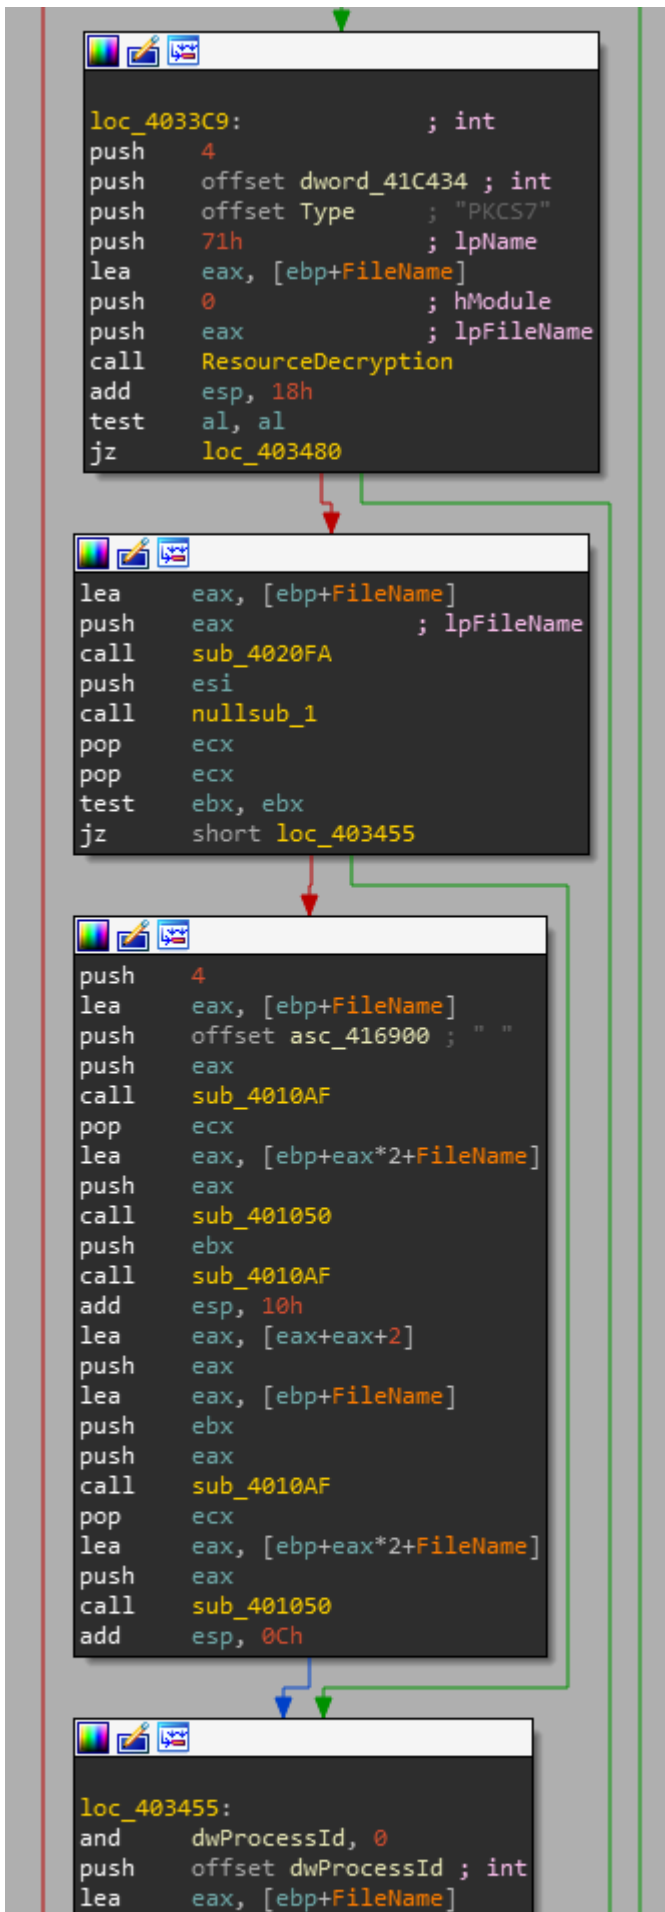 loc_4033C9: ; int
push 4
push offset dword_41C434 ; int
push offset Type ; "PKCS7"
push 71h ; lpName
lea eax, [ebp+FileName]
push 0 ; hModule
push eax ; lpFileName
call ResourceDecryption
add esp, 18h
test al, al
jz loc_403480
lea eax, [ebp+FileName]
push eax ; lpFileName
call sub_4020FA
push esi
call nullsub_1
pop ecx
pop ecx
test ebx, ebx
jz short loc_403455
push 4
lea eax, [ebp+FileName]
push offset asc_416900 ; " "
push eax
call sub_4010AF
pop ecx
lea eax, [ebp+eax*2+FileName]
push eax
call sub_401050
push ebx
call sub_4010AF
add esp, 10h
lea eax, [eax+eax+2]
push eax
lea eax, [ebp+FileName]
push ebx
push eax
call sub_4010AF
pop ecx
lea eax, [ebp+eax*2+FileName]
push eax
call sub_401050
add esp, 0Ch
loc_403455:
and dwProcessId, 0
push offset dwProcessId ; int
lea eax, [ebp+FileName]